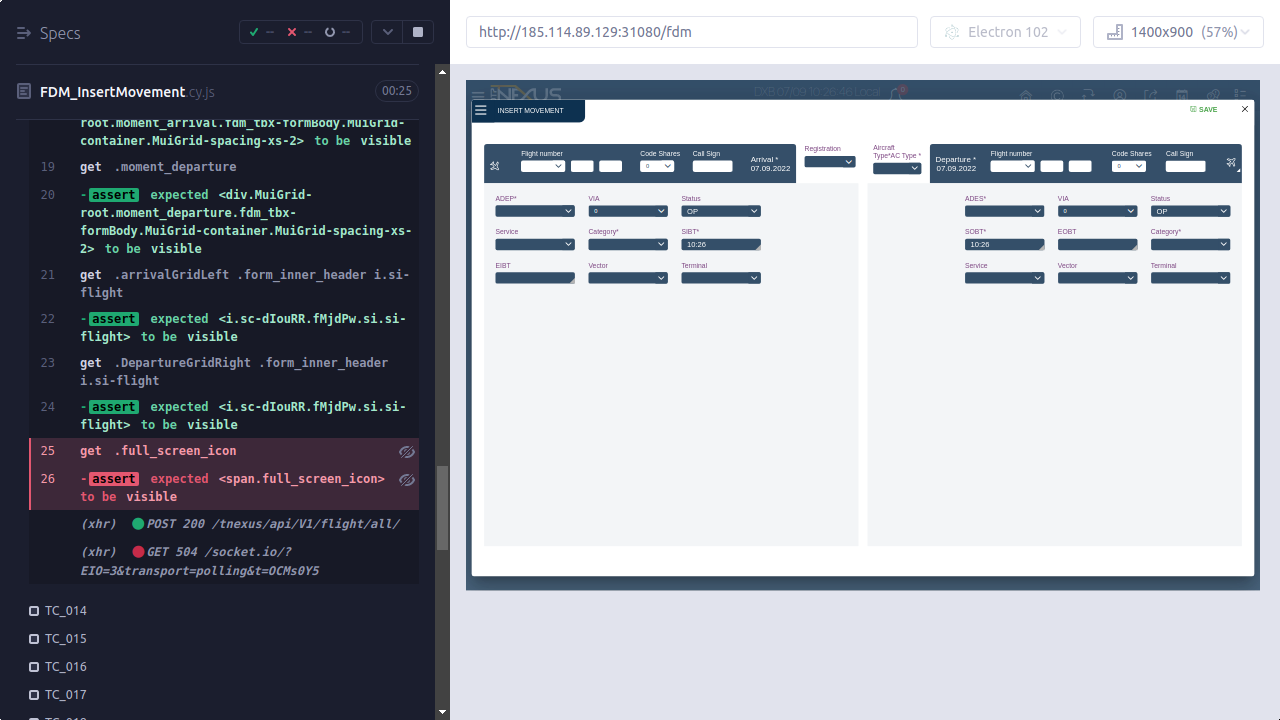 Specs
-- -- --
FDM_InsertMovement.cy.js 00:25
root.moment_arrival.fdm_tbx-formBody.MuiGrid-
container.MuiGrid-spacing-xs-2> to be visible
19 get .moment_departure
20 -assert expected <div.MuiGrid-
root.moment_departure.fdm_tbx-
formBody.MuiGrid-container.MuiGrid-spacing-xs-
2> to be visible
21 get .arrivalGridLeft .form_inner_header i.si-
flight
22 -assert expected <i.sc-dIouRR.fMjdPw.si.si-
flight> to be visible
23 get .DepartureGridRight .form_inner_header
i.si-flight
24 -assert expected <i.sc-dIouRR.fMjdPw.si.si-
flight> to be visible
25 get .full_screen_icon
26 -assert expected <span.full_screen_icon>
to be visible
(xhr) POST 200 /tnexus/api/V1/flight/all/
(xhr) GET 504 /socket.io/?
EIO=3&transport=polling&t=OCMs0Y5
TC_014
TC_015
TC_016
TC_017
http://185.114.89.129:31080/fdm
Electron 102
1400x900 (57%)
NEXUS DXB 07/09 10:26:48 Local
INSERT MOVEMENT
SAVE
Flight number Code Shares Call Sign
0
Arrival *
07.09.2022
Registration
Aircraft
Type*AC Type *
Departure *
07.09.2022
Flight number Code Shares Call Sign
0
ADEP* VIA Status
0 OP
Service Category* SIBT*
10:26
EIBT Vector Terminal
ADES* VIA Status
0 OP
SOBT* EOBT Category*
10:26
Service Vector Terminal